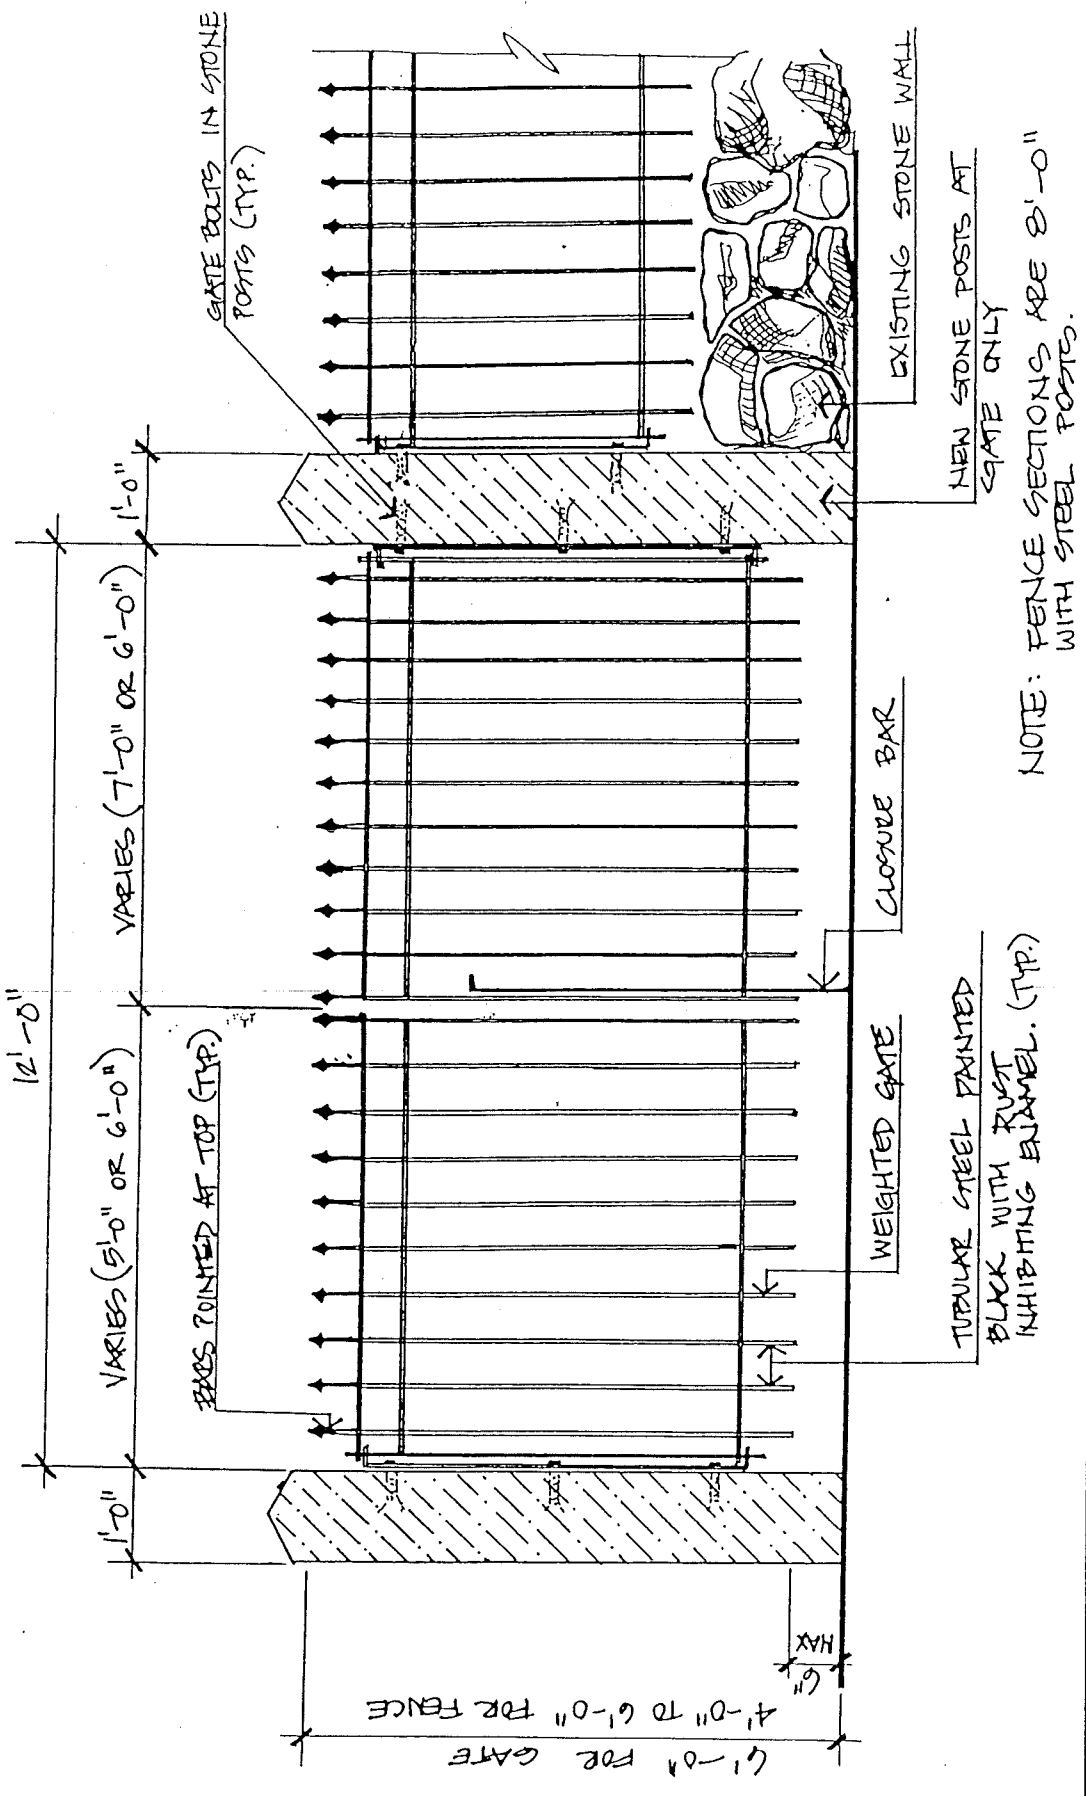 12'-0"
1'-0"
VARIES (5'-0" OR 6'-0")
VARIES (7'-0" OR 6'-0")
1'-0"
BARS POINTED AT TOP (TYP.)
GATE BOLTS IN STONE
POSTS (TYP.)
6'-0" FOR GATE
4'-0" TO 6'-0" FOR FENCE
6"
MAX
WEIGHTED GATE
CLOSURE BAR
EXISTING STONE WALL
TUBULAR STEEL PAINTED
BLACK WITH RUST
INHIBITING ENAMEL. (TYP.)
NEW STONE POSTS AT
GATE ONLY
NOTE: FENCE SECTIONS ARE 8'-0"
WITH STEEL POSTS.